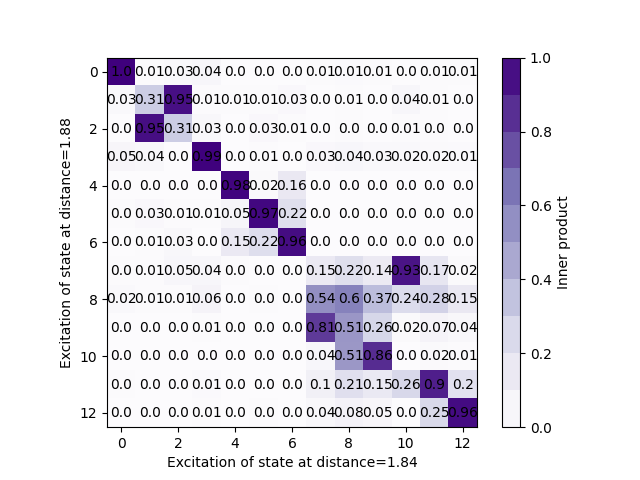 0 1.0 0.01 0.03 0.04 0.0 0.0 0.0 0.01 0.01 0.01 0.0 0.01 0.01 1.0
0.03 0.31 0.95 0.01 0.01 0.01 0.03 0.0 0.01 0.0 0.04 0.01 0.0
2 0.0 0.95 0.31 0.03 0.0 0.03 0.01 0.0 0.0 0.0 0.01 0.0 0.0 0.8
0.05 0.04 0.0 0.99 0.0 0.01 0.0 0.03 0.04 0.03 0.02 0.02 0.01
4 0.0 0.0 0.0 0.0 0.98 0.02 0.16 0.0 0.0 0.0 0.0 0.0 0.0 0.6
0.0 0.03 0.01 0.01 0.05 0.97 0.22 0.0 0.0 0.0 0.0 0.0 0.0
6 0.0 0.01 0.03 0.0 0.15 0.22 0.96 0.0 0.0 0.0 0.0 0.0 0.0
0.0 0.01 0.05 0.04 0.0 0.0 0.0 0.15 0.22 0.14 0.93 0.17 0.02 0.4
8 0.02 0.01 0.01 0.06 0.0 0.0 0.0 0.54 0.6 0.37 0.24 0.28 0.15
0.0 0.0 0.0 0.01 0.0 0.0 0.0 0.81 0.51 0.26 0.02 0.07 0.04
10 0.0 0.0 0.0 0.0 0.0 0.0 0.0 0.04 0.51 0.86 0.0 0.02 0.01 0.2
0.0 0.0 0.0 0.01 0.0 0.0 0.0 0.1 0.21 0.15 0.26 0.9 0.2
12 0.0 0.0 0.0 0.01 0.0 0.0 0.0 0.04 0.08 0.05 0.0 0.25 0.96 0.0
0 2 4 6 8 10 12
Excitation of state at distance=1.84
Excitation of state at distance=1.88
Inner product